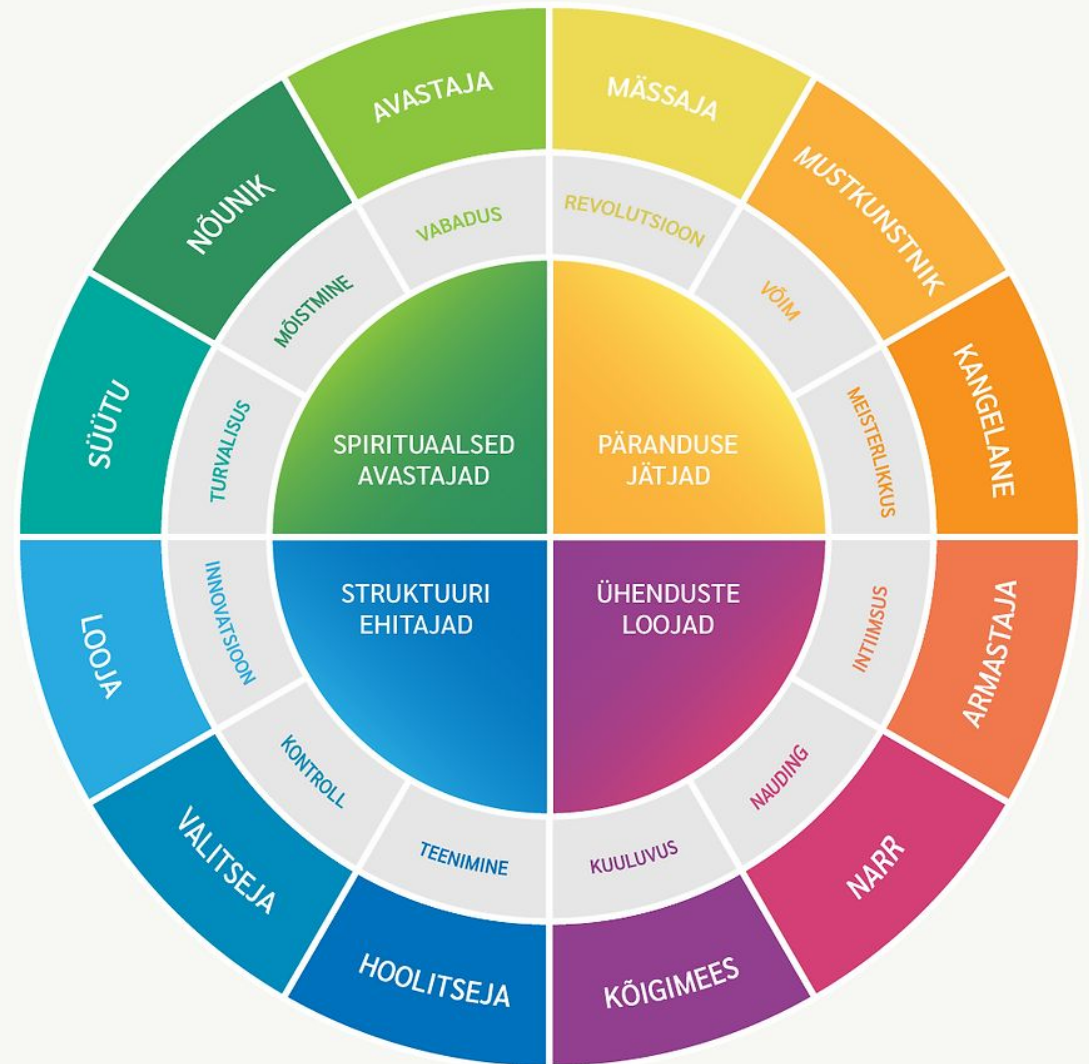 AVASTAJA
MÄSSAJA
MUSTKUNSTNIK
KANGELANE
ARMASTAJA
NARR
KÕIGIMEES
HOOLITSEJA
VALITSEJA
LOOJA
SÜÜTU
NÕUNIK
VABADUS
REVOLUTSIOON
VÕIM
MEISTERLIKKUS
INTIIMSUS
NAUDING
KUULUVUS
TEENIMINE
KONTROLL
INNOVATSIOON
TURVALISUS
MÕISTMINE
SPIRITUAALSED
AVASTAJAD
PÄRANDUSE
JÄTJAD
STRUKTUURI
EHITAJAD
ÜHENDUSTE
LOOJAD